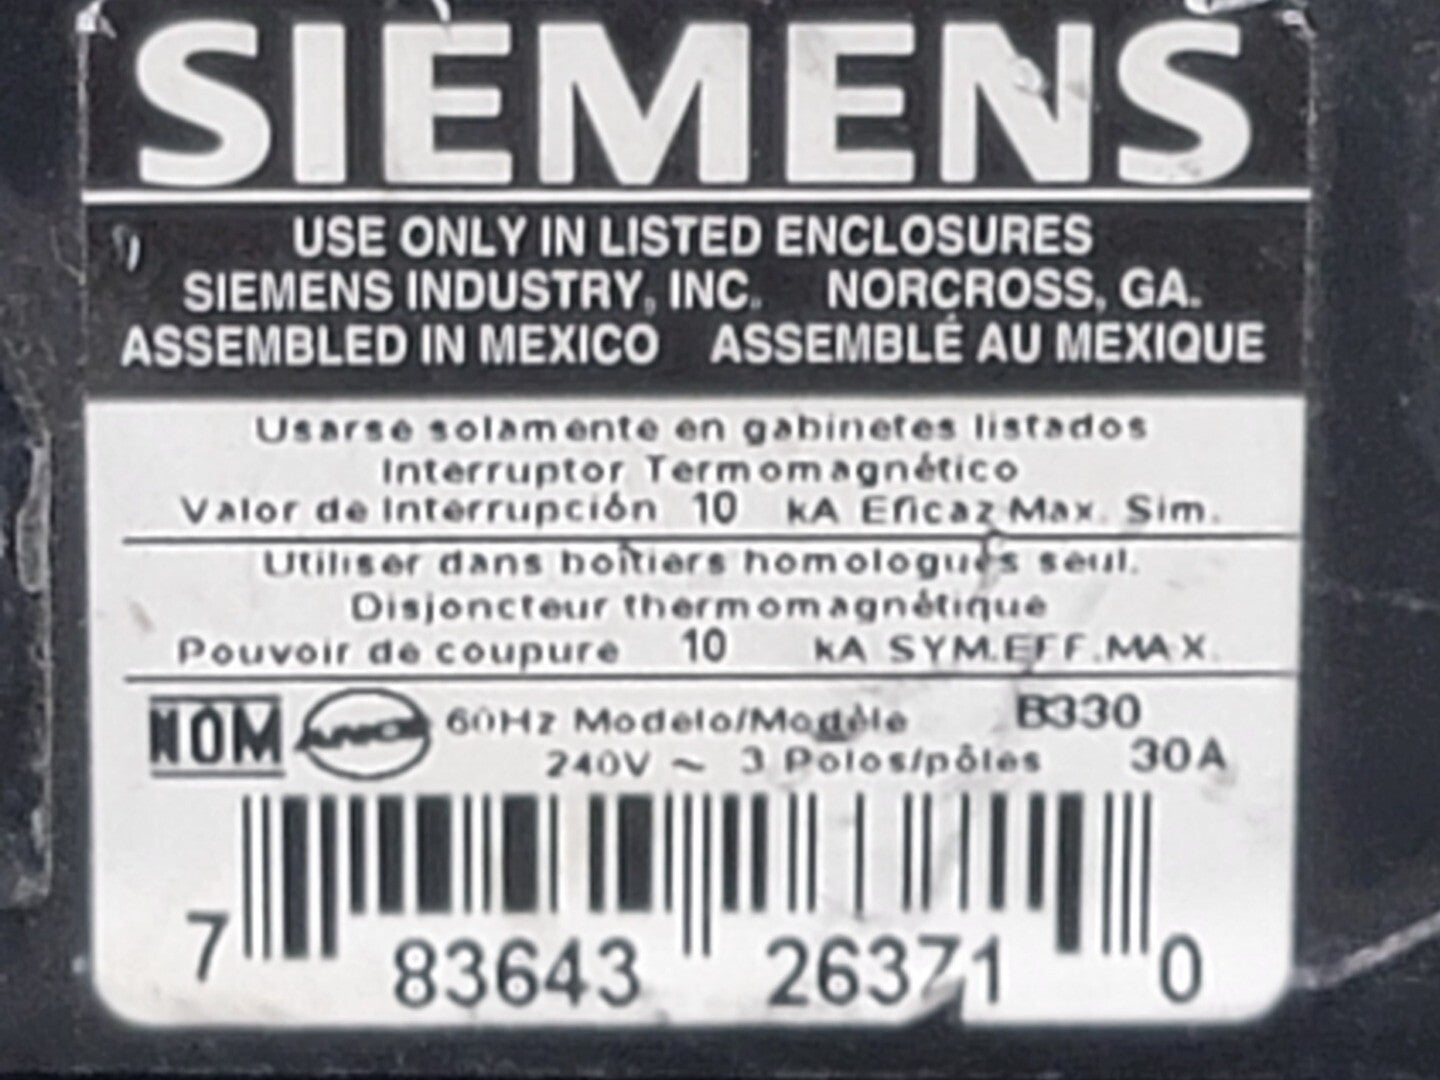 SIEMENS
USE ONLY IN LISTED ENCLOSURES
SIEMENS INDUSTRY, INC. NORCROSS, GA.
ASSEMBLED IN MEXICO ASSEMBLÉ AU MEXIQUE
Usarse solamente en gabinetes listados
Interruptor Termomagnético
Valor de Interrupción 10 kA Eficaz Max. Sim.
Utiliser dans boîtiers homologués seul.
Disjoncteur thermomagnétique
Pouvoir de coupure 10 kA SYM.EFF.MAX.
NOM ANCE 60Hz Modelo/Modèle B330
240V ~ 3 Polos/pôles 30A
7 83643 26371 0